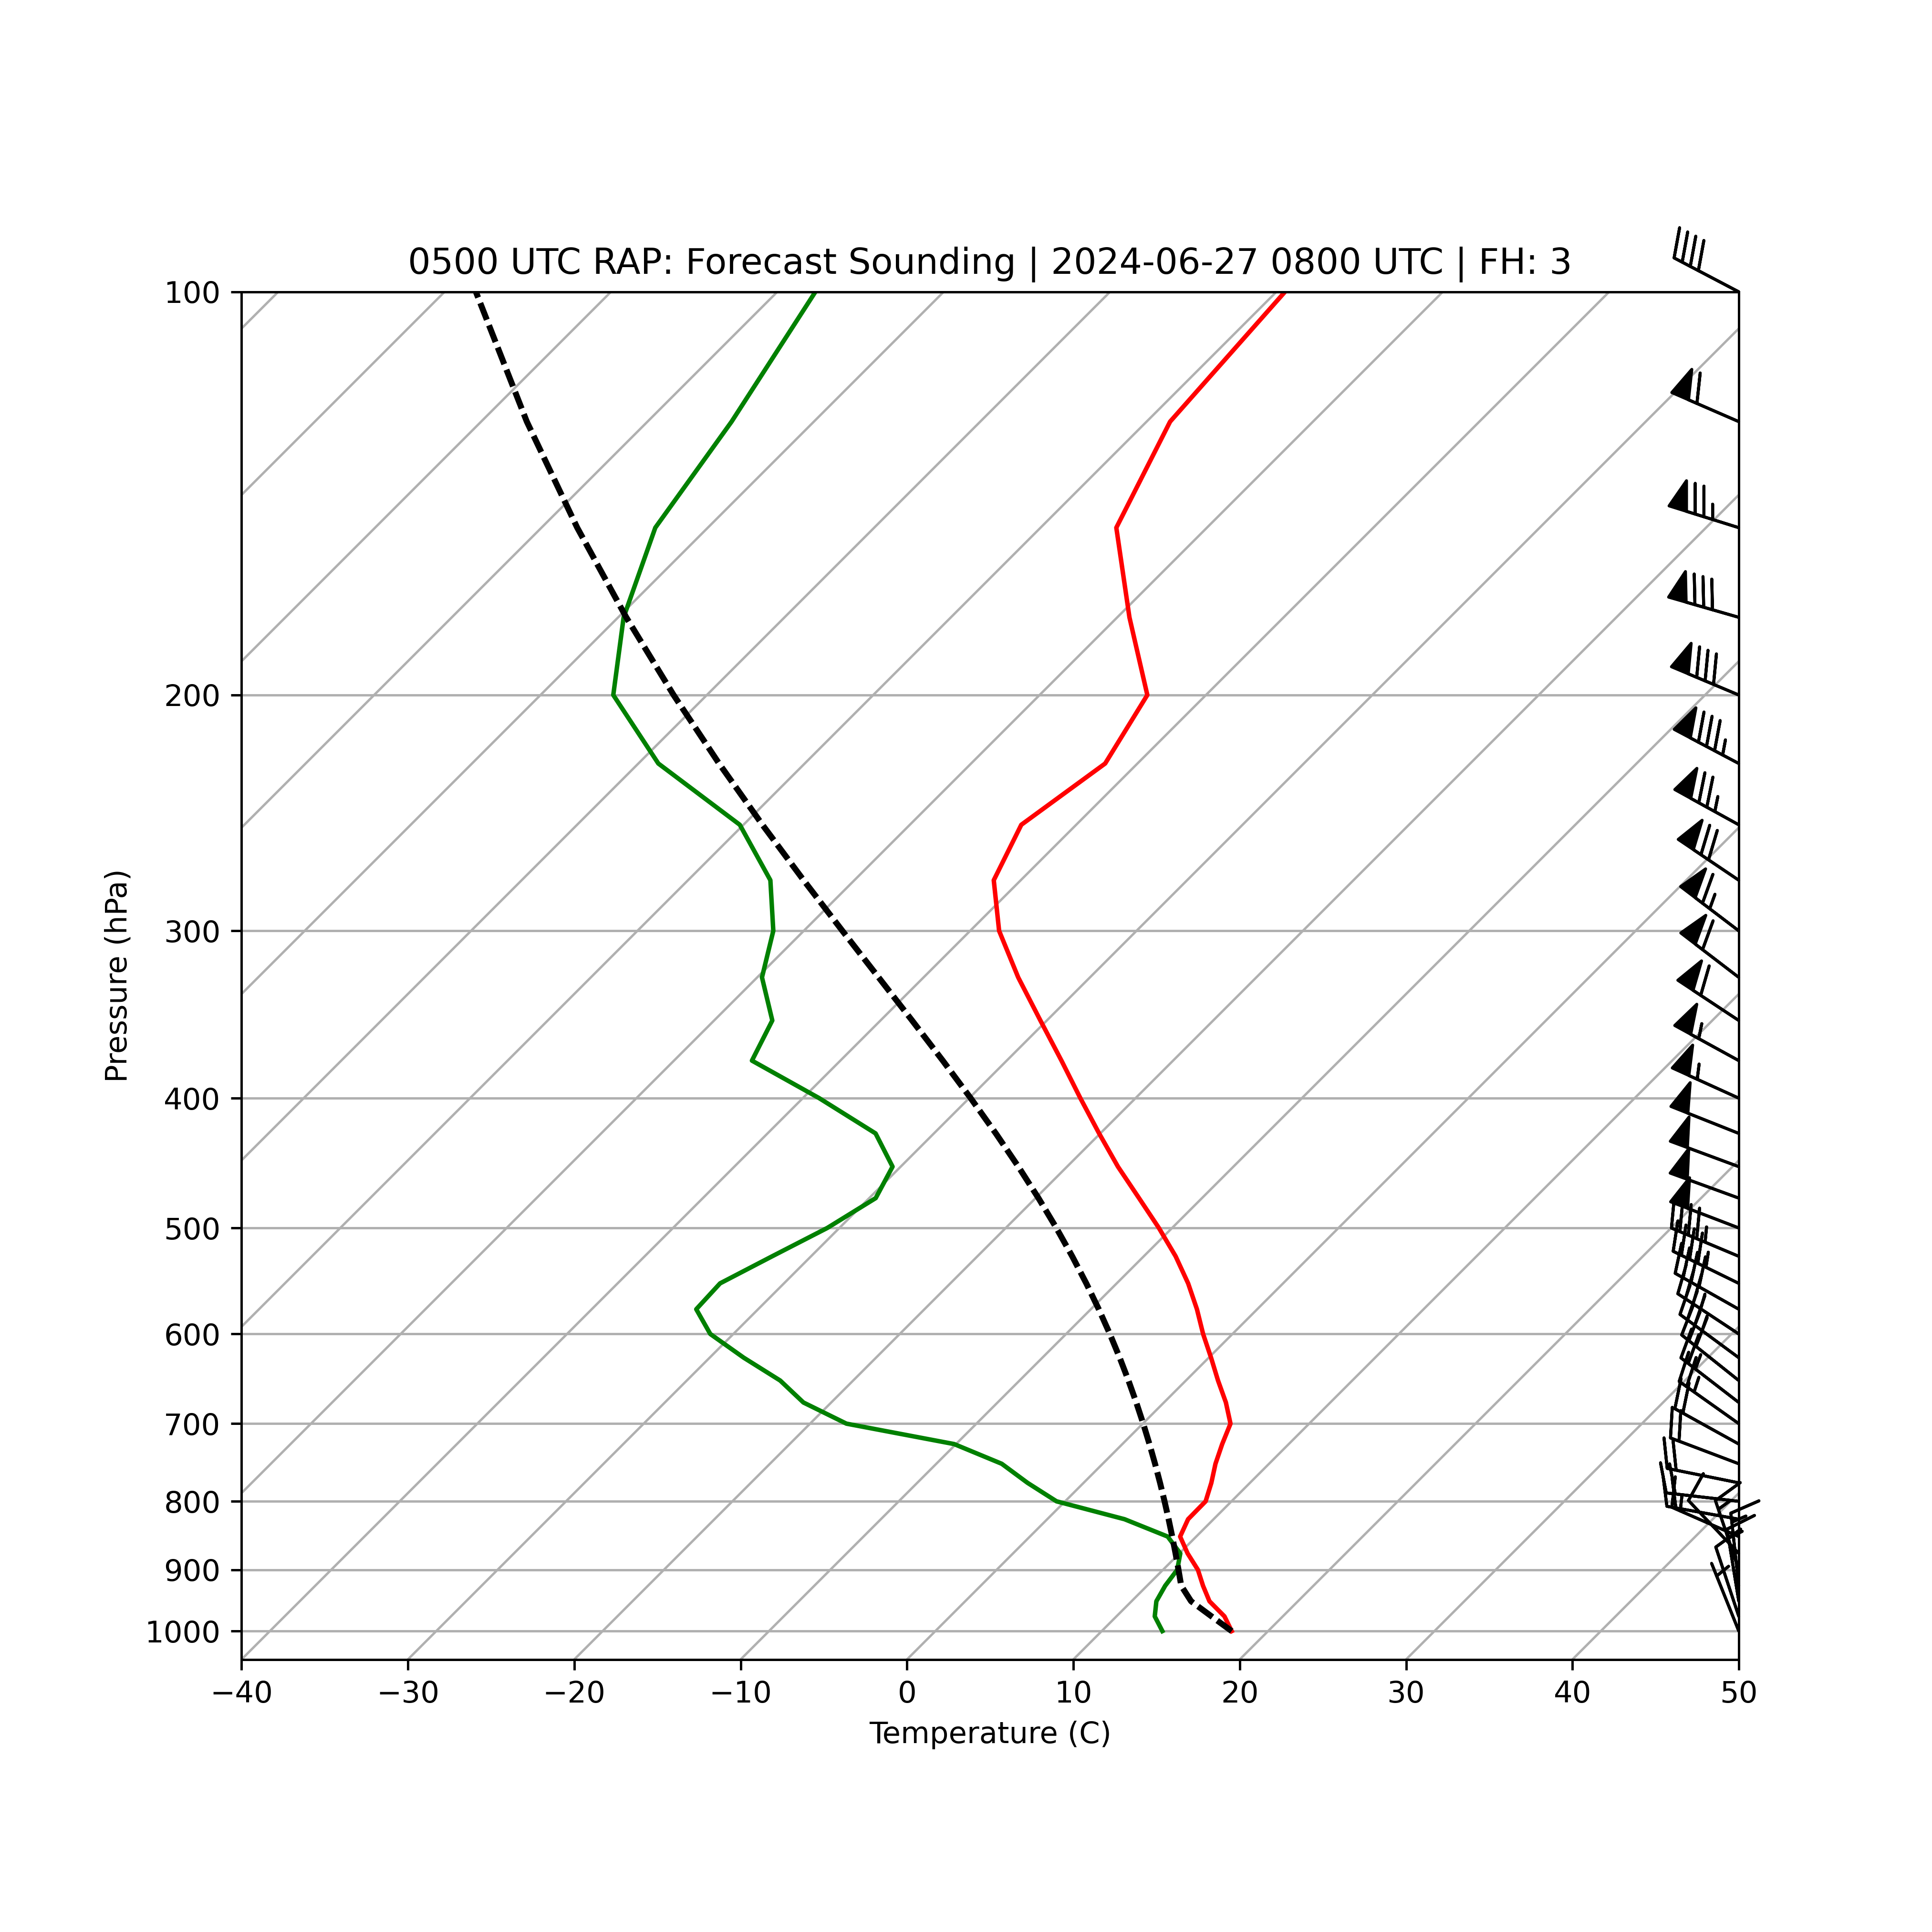 0500 UTC RAP: Forecast Sounding | 2024-06-27 0800 UTC | FH: 3
100
200
300
400
500
600
700
800
900
1000
Pressure (hPa)
−40 −30 −20 −10 0 10 20 30 40 50
Temperature (C)